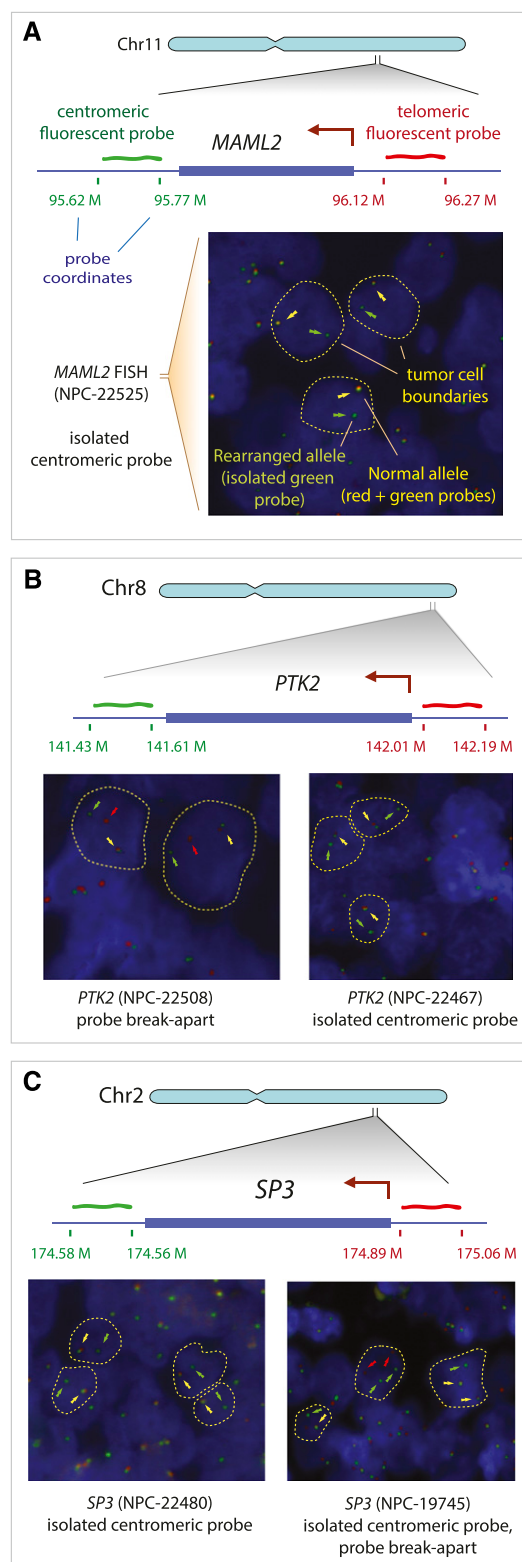 A
Chr11
centromeric
fluorescent probe
MAML2
telomeric
fluorescent probe
95.62 M
95.77 M
96.12 M
96.27 M
probe
coordinates
MAML2 FISH
(NPC-22525)
isolated
centromeric probe
tumor cell
boundaries
Rearranged allele
(isolated green
probe)
Normal allele
(red + green probes)
B
Chr8
PTK2
141.43 M
141.61 M
142.01 M
142.19 M
PTK2 (NPC-22508)
probe break-apart
PTK2 (NPC-22467)
isolated centromeric probe
C
Chr2
SP3
174.58 M
174.56 M
174.89 M
175.06 M
SP3 (NPC-22480)
isolated centromeric probe
SP3 (NPC-19745)
isolated centromeric probe,
probe break-apart